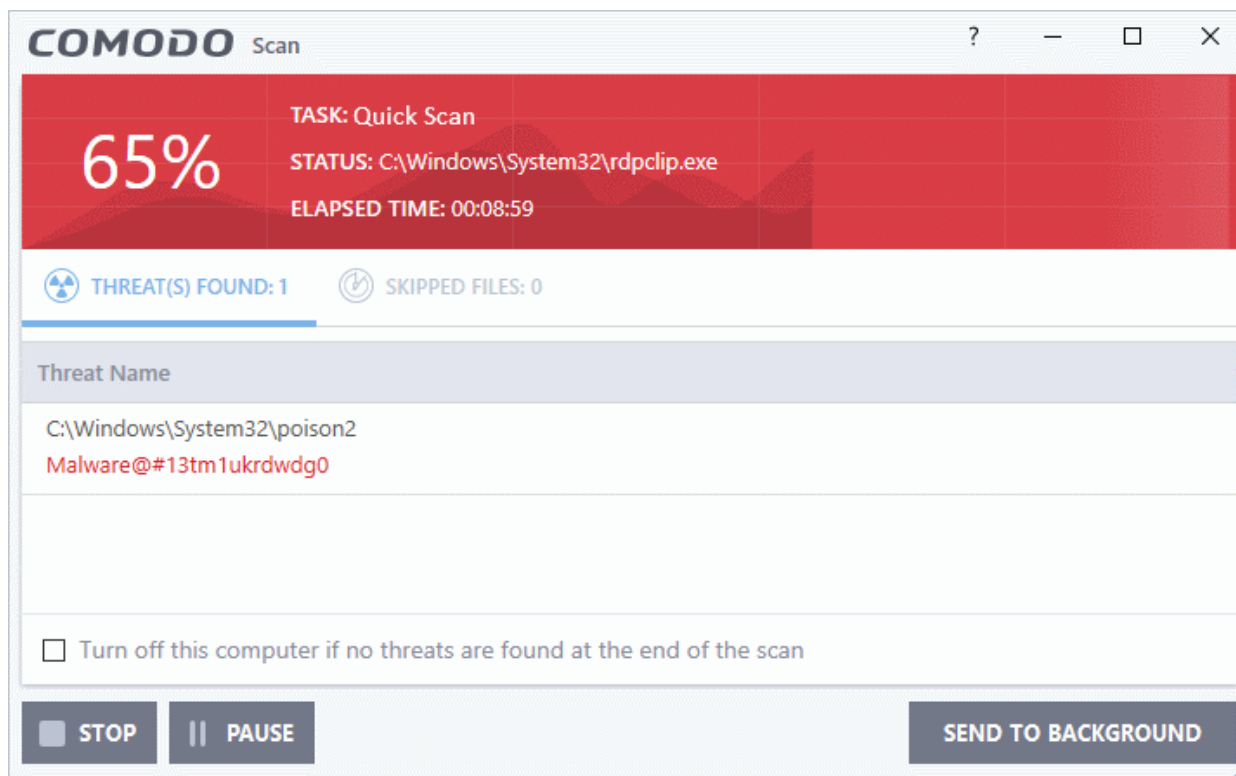 COMODO Scan
?
65%
TASK: Quick Scan
STATUS: C:\Windows\System32\rdpclip.exe
ELAPSED TIME: 00:08:59
THREAT(S) FOUND: 1
SKIPPED FILES: 0
Threat Name
C:\Windows\System32\poison2
Malware@#13tm1ukrdwdg0
Turn off this computer if no threats are found at the end of the scan
STOP
PAUSE
SEND TO BACKGROUND